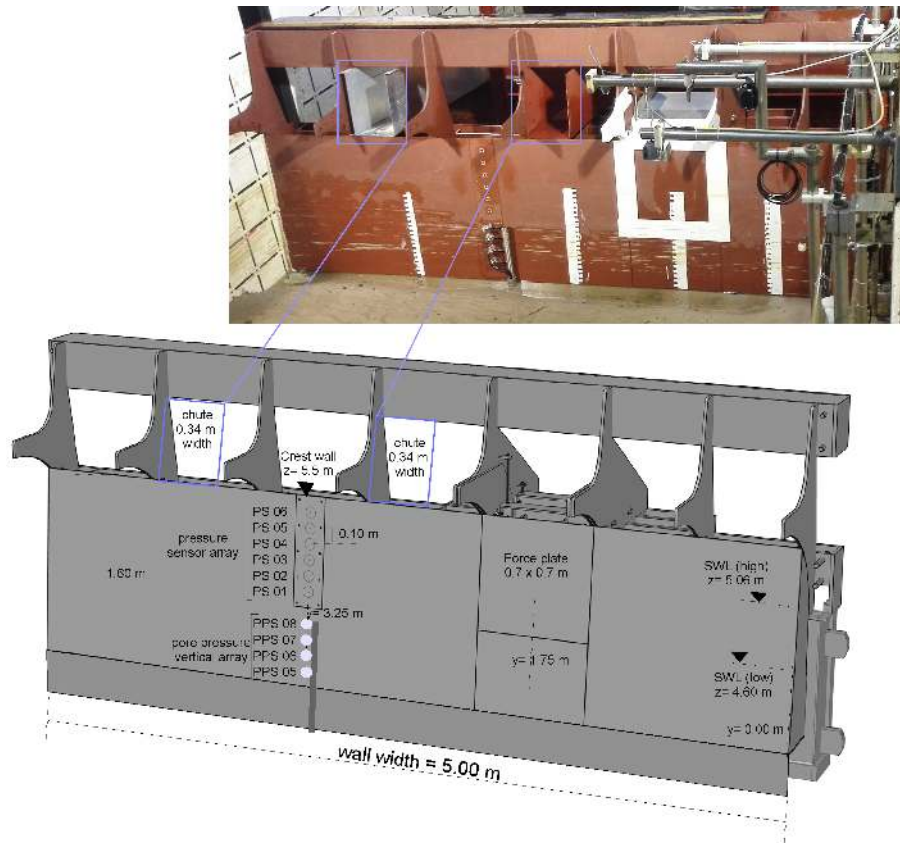 chute
0.34 m
width
chute
0.34 m
width
Crest wall
z= 5.5 m
PS 06
PS 05
PS 04
PS 03
PS 02
PS 01
0.10 m
pressure
sensor array
1.60 m
Force plate
0.7 x 0.7 m
SWL (high)
z= 5.06 m
y= 3.25 m
PPS 08
PPS 07
PPS 06
PPS 05
pore pressure
vertical array
y= 1.75 m
SWL (low)
z= 4.60 m
y= 0.00 m
wall width = 5.00 m